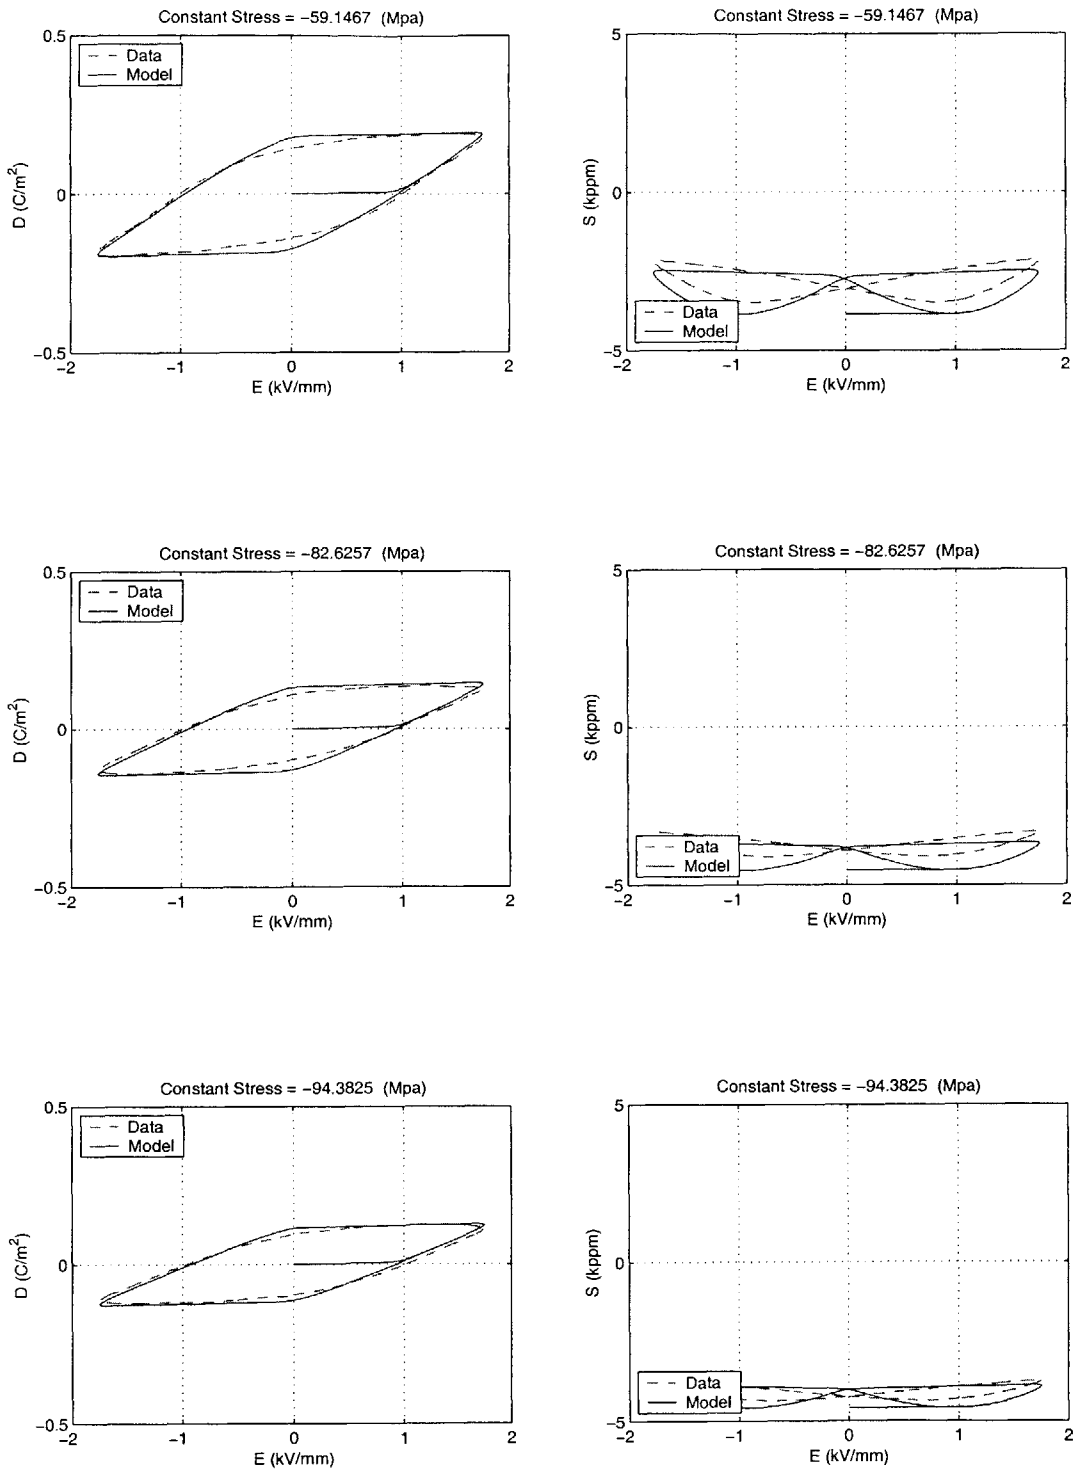 Constant Stress = −59.1467 (Mpa)
0.5
Data
Model
D (C/m²)
0
−0.5
−2
−1
0
1
2
E (kV/mm)
Constant Stress = −59.1467 (Mpa)
5
S (kppm)
0
Data
Model
−5
−2
−1
0
1
2
E (kV/mm)
Constant Stress = −82.6257 (Mpa)
0.5
Data
Model
D (C/m²)
0
−0.5
−2
−1
0
1
2
E (kV/mm)
Constant Stress = −82.6257 (Mpa)
5
S (kppm)
0
Data
Model
−5
−2
−1
0
1
2
E (kV/mm)
Constant Stress = −94.3825 (Mpa)
0.5
Data
Model
D (C/m²)
0
−0.5
−2
−1
0
1
2
E (kV/mm)
Constant Stress = −94.3825 (Mpa)
5
S (kppm)
0
Data
Model
−5
−2
−1
0
1
2
E (kV/mm)